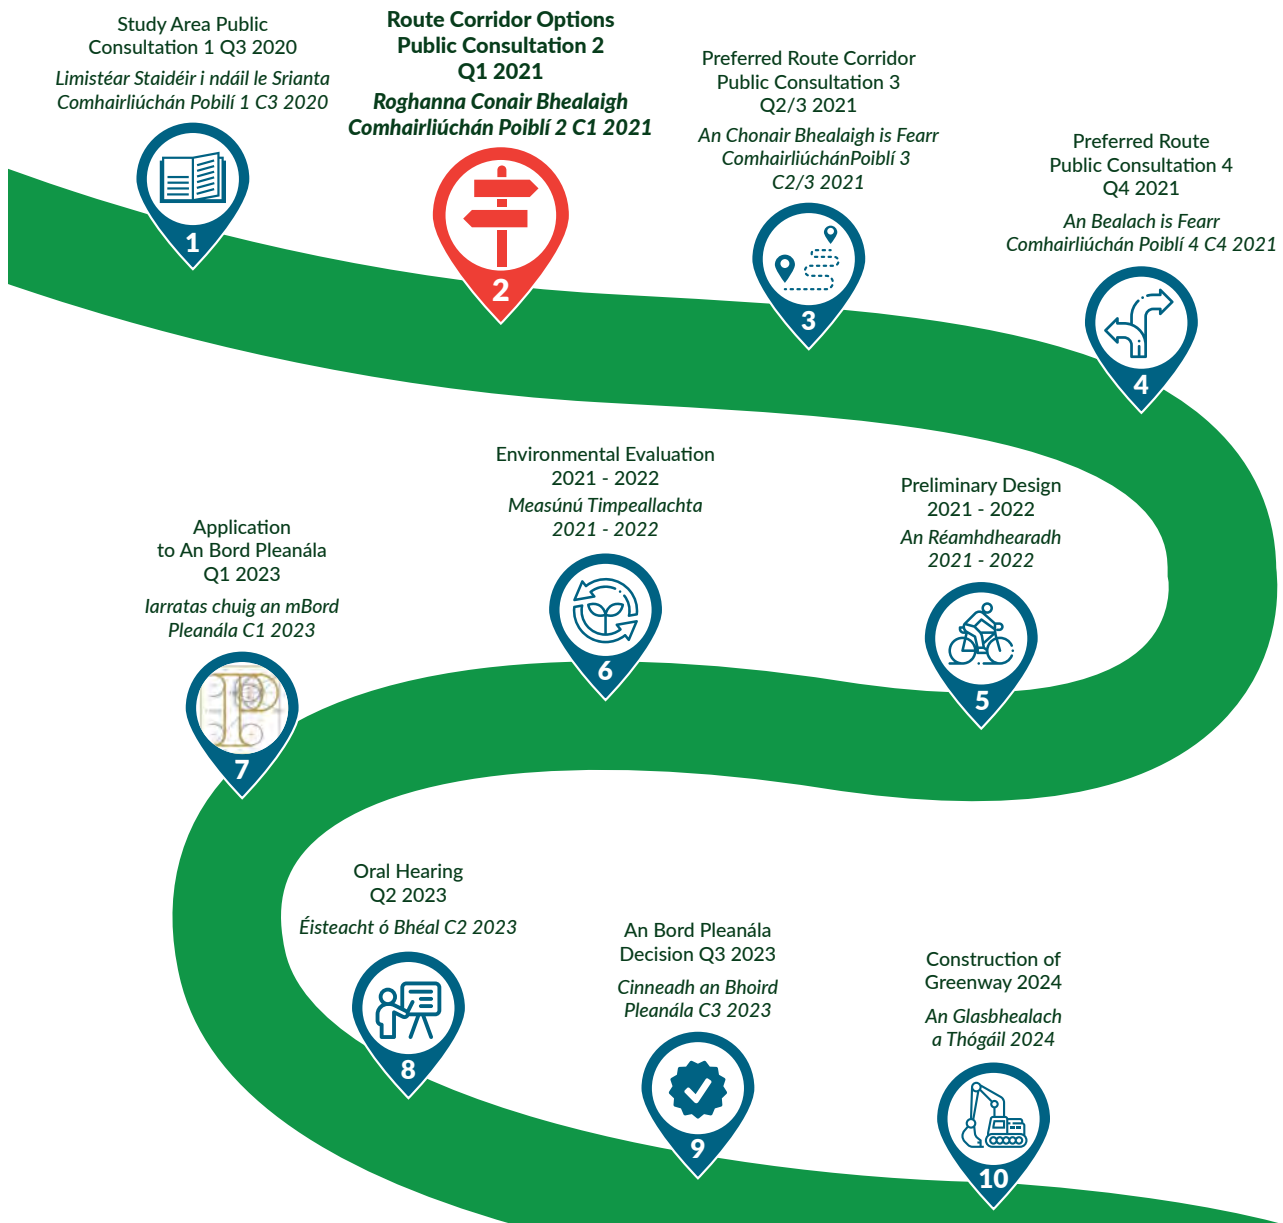 Study Area Public
Consultation 1 Q3 2020
Limistéar Staidéir i ndáil le Srianta
Comhairliúchán Pobilí 1 C3 2020
1
Route Corridor Options
Public Consultation 2
Q1 2021
Roghanna Conair Bhealaigh
Comhairliúchán Poiblí 2 C1 2021
2
Preferred Route Corridor
Public Consultation 3
Q2/3 2021
An Chonair Bhealaigh is Fearr
ComhairliúchánPoiblí 3
C2/3 2021
3
Preferred Route
Public Consultation 4
Q4 2021
An Bealach is Fearr
Comhairliúchán Poiblí 4 C4 2021
4
Preliminary Design
2021 - 2022
An Réamhdhearadh
2021 - 2022
5
Environmental Evaluation
2021 - 2022
Measúnú Timpeallachta
2021 - 2022
6
Application
to An Bord Pleanála
Q1 2023
Iarratas chuig an mBord
Pleanála C1 2023
P
7
Oral Hearing
Q2 2023
Éisteacht ó Bhéal C2 2023
8
An Bord Pleanála
Decision Q3 2023
Cinneadh an Bhoird
Pleanála C3 2023
9
Construction of
Greenway 2024
An Glasbhealach
a Thógáil 2024
10